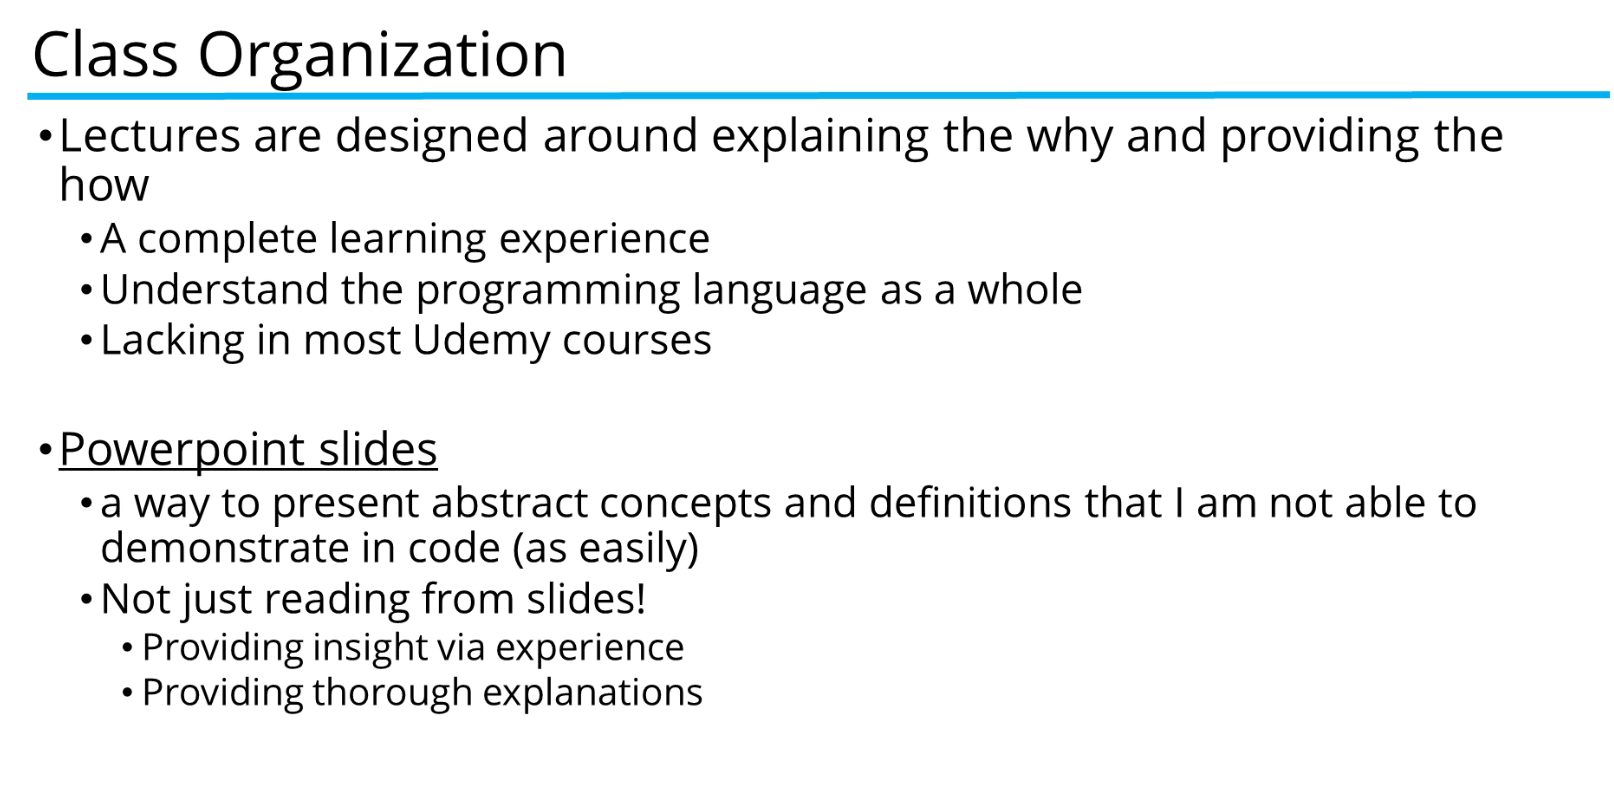 Class Organization
•Lectures are designed around explaining the why and providing the
how
•A complete learning experience
•Understand the programming language as a whole
•Lacking in most Udemy courses
•Powerpoint slides
•a way to present abstract concepts and definitions that I am not able to
demonstrate in code (as easily)
•Not just reading from slides!
•Providing insight via experience
•Providing thorough explanations